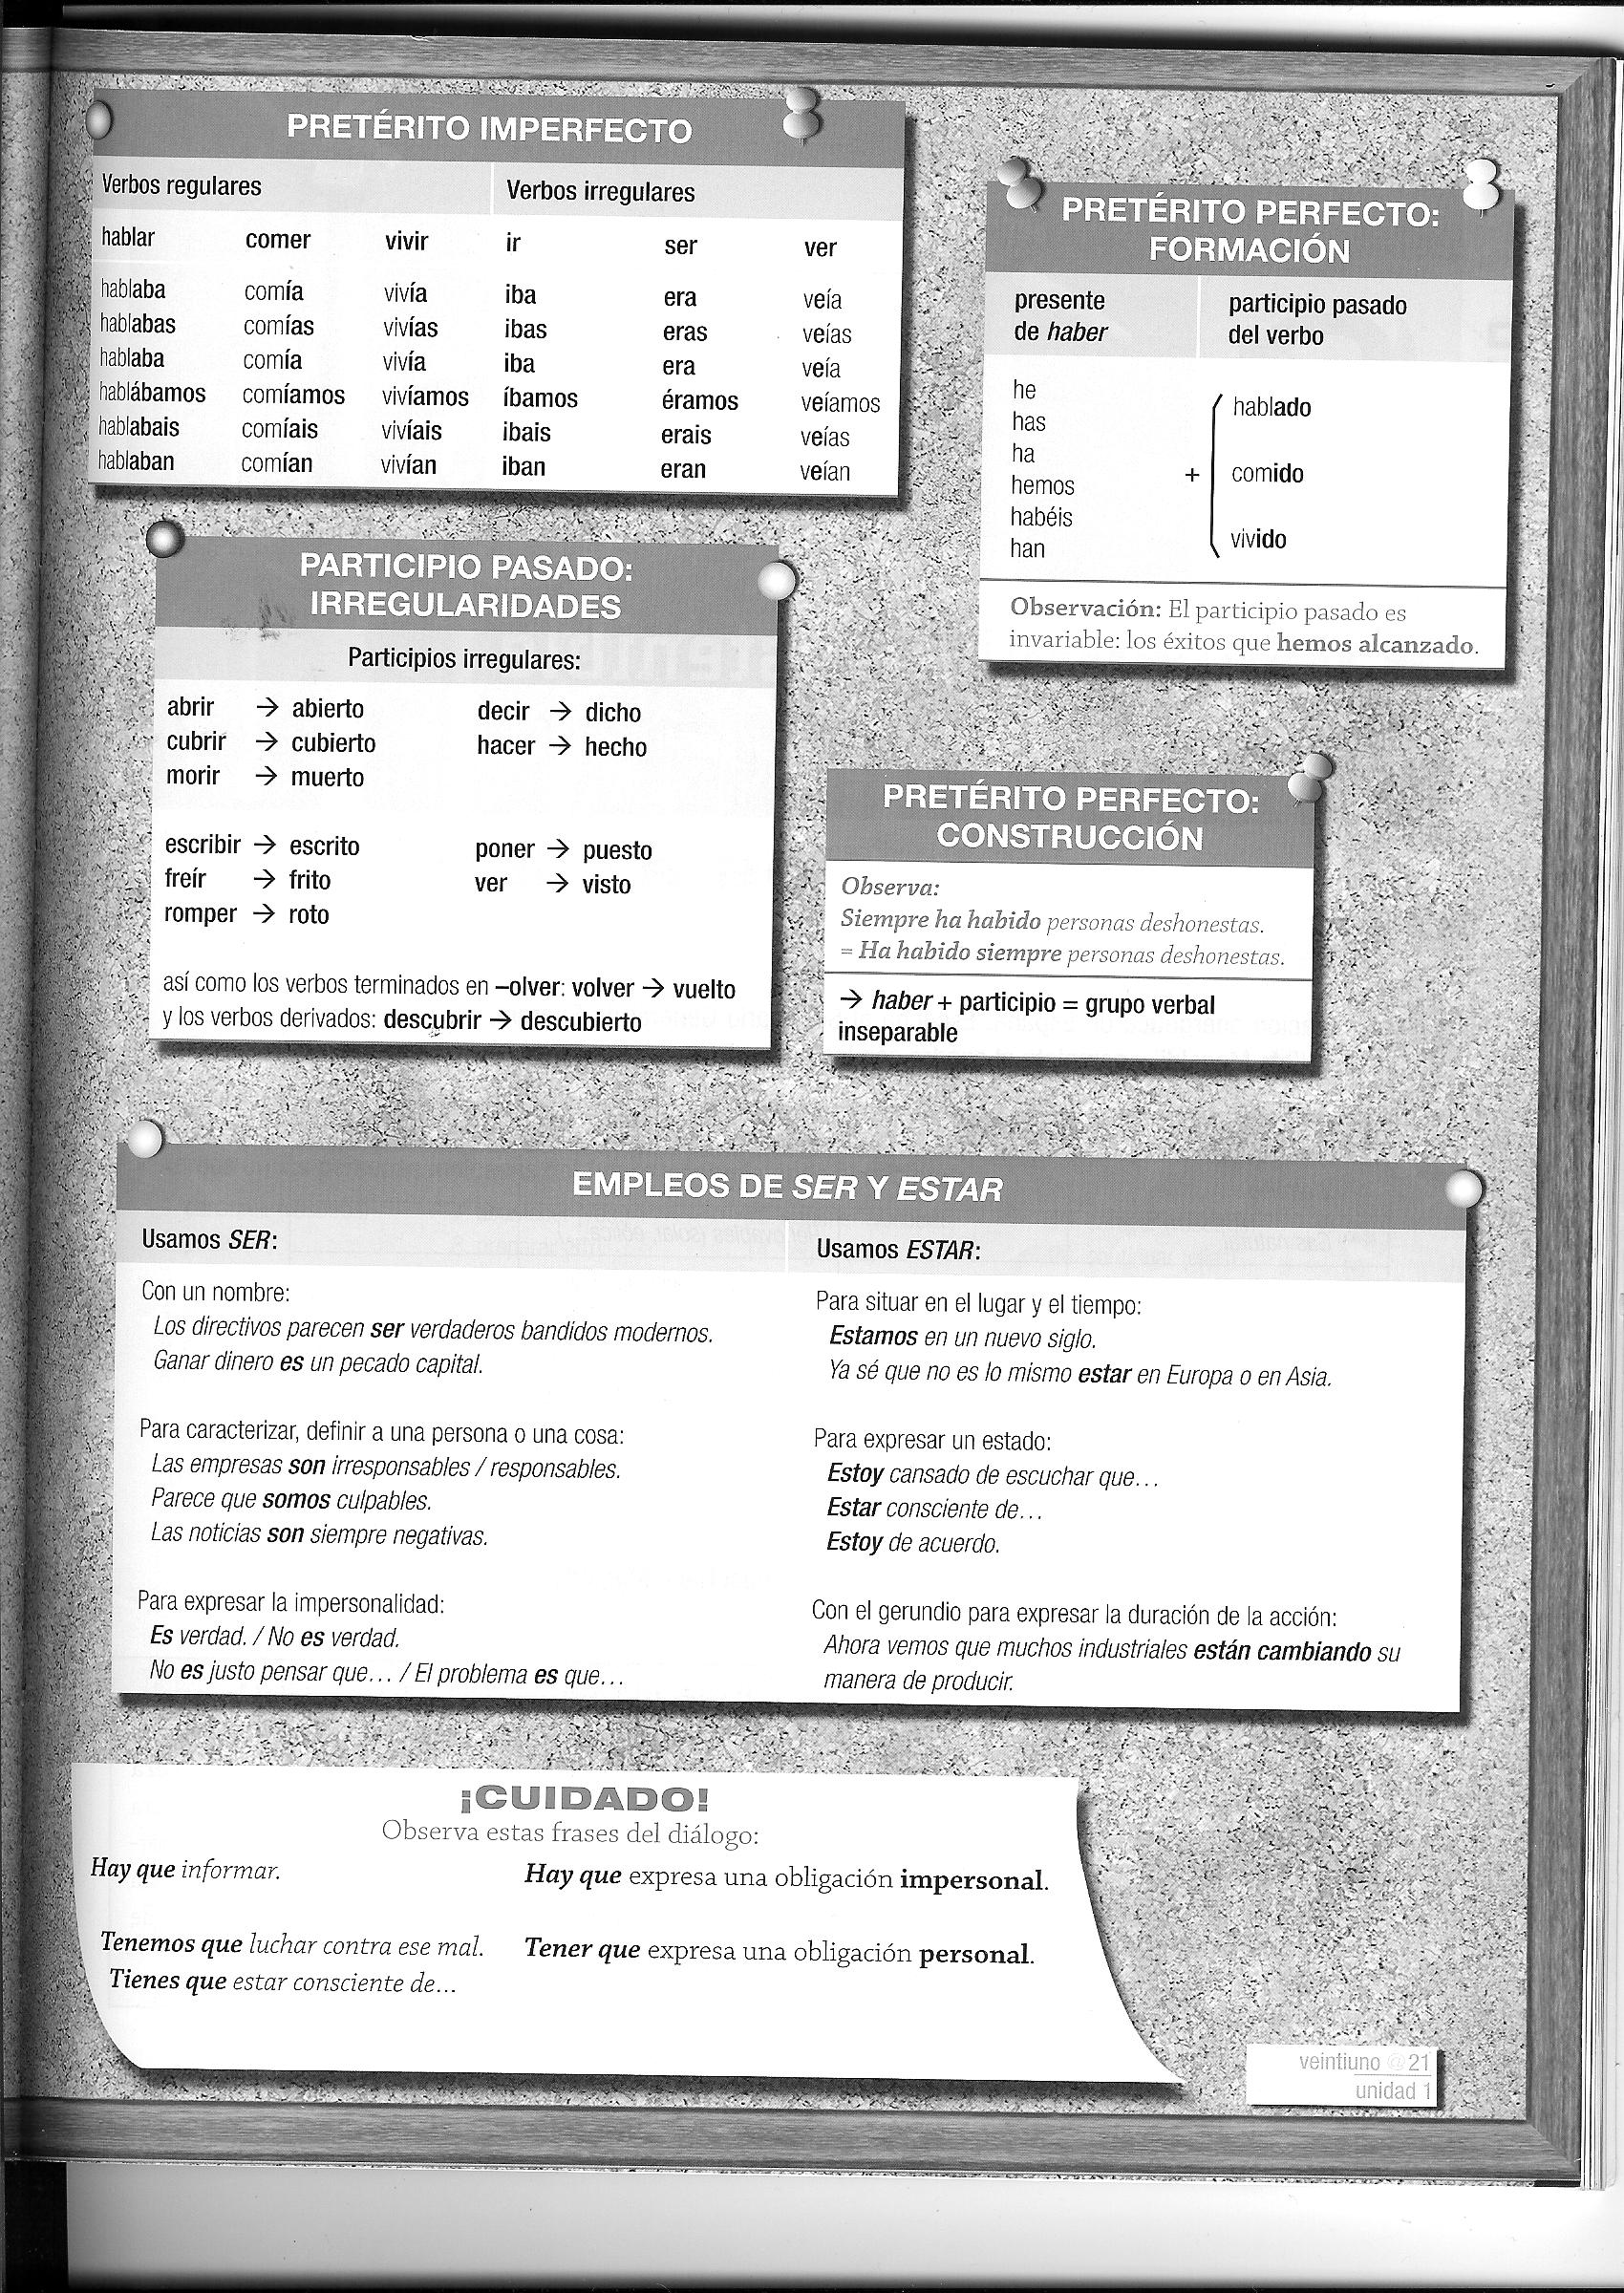 PRETÉRITO IMPERFECTO
Verbos regulares Verbos irregulares
hablar comer vivir ir ser ver
hablaba comía vivía iba era veía
hablabas comías vivías ibas eras veías
hablaba comía vivía iba era veía
hablábamos comíamos vivíamos íbamos éramos veíamos
hablabais comíais vivíais ibais erais veías
hablaban comían vivían iban eran veían
PRETÉRITO PERFECTO:
FORMACIÓN
presente participio pasado
de haber del verbo
he
has hablado
ha
hemos + comido
habéis
han vivido
Observación: El participio pasado es
invariable: los éxitos que hemos alcanzado.
PARTICIPIO PASADO:
IRREGULARIDADES
Participios irregulares:
abrir → abierto decir → dicho
cubrir → cubierto hacer → hecho
morir → muerto
escribir → escrito poner → puesto
freír → frito ver → visto
romper → roto
así como los verbos terminados en –olver: volver → vuelto
y los verbos derivados: descubrir → descubierto
PRETÉRITO PERFECTO:
CONSTRUCCIÓN
Observa:
Siempre ha habido personas deshonestas.
= Ha habido siempre personas deshonestas.
→ haber + participio = grupo verbal
inseparable
EMPLEOS DE SER Y ESTAR
Usamos SER:
Con un nombre:
Los directivos parecen ser verdaderos bandidos modernos.
Ganar dinero es un pecado capital.
Para caracterizar, definir a una persona o una cosa:
Las empresas son irresponsables / responsables.
Parece que somos culpables.
Las noticias son siempre negativas.
Para expresar la impersonalidad:
Es verdad. / No es verdad.
No es justo pensar que... / El problema es que...
Usamos ESTAR:
Para situar en el lugar y el tiempo:
Estamos en un nuevo siglo.
Ya sé que no es lo mismo estar en Europa o en Asia.
Para expresar un estado:
Estoy cansado de escuchar que...
Estar consciente de...
Estoy de acuerdo.
Con el gerundio para expresar la duración de la acción:
Ahora vemos que muchos industriales están cambiando su
manera de producir.
¡CUIDADO!
Observa estas frases del diálogo:
Hay que informar. Hay que expresa una obligación impersonal.
Tenemos que luchar contra ese mal. Tener que expresa una obligación personal.
Tienes que estar consciente de...
veintiuno @ 21
unidad 1